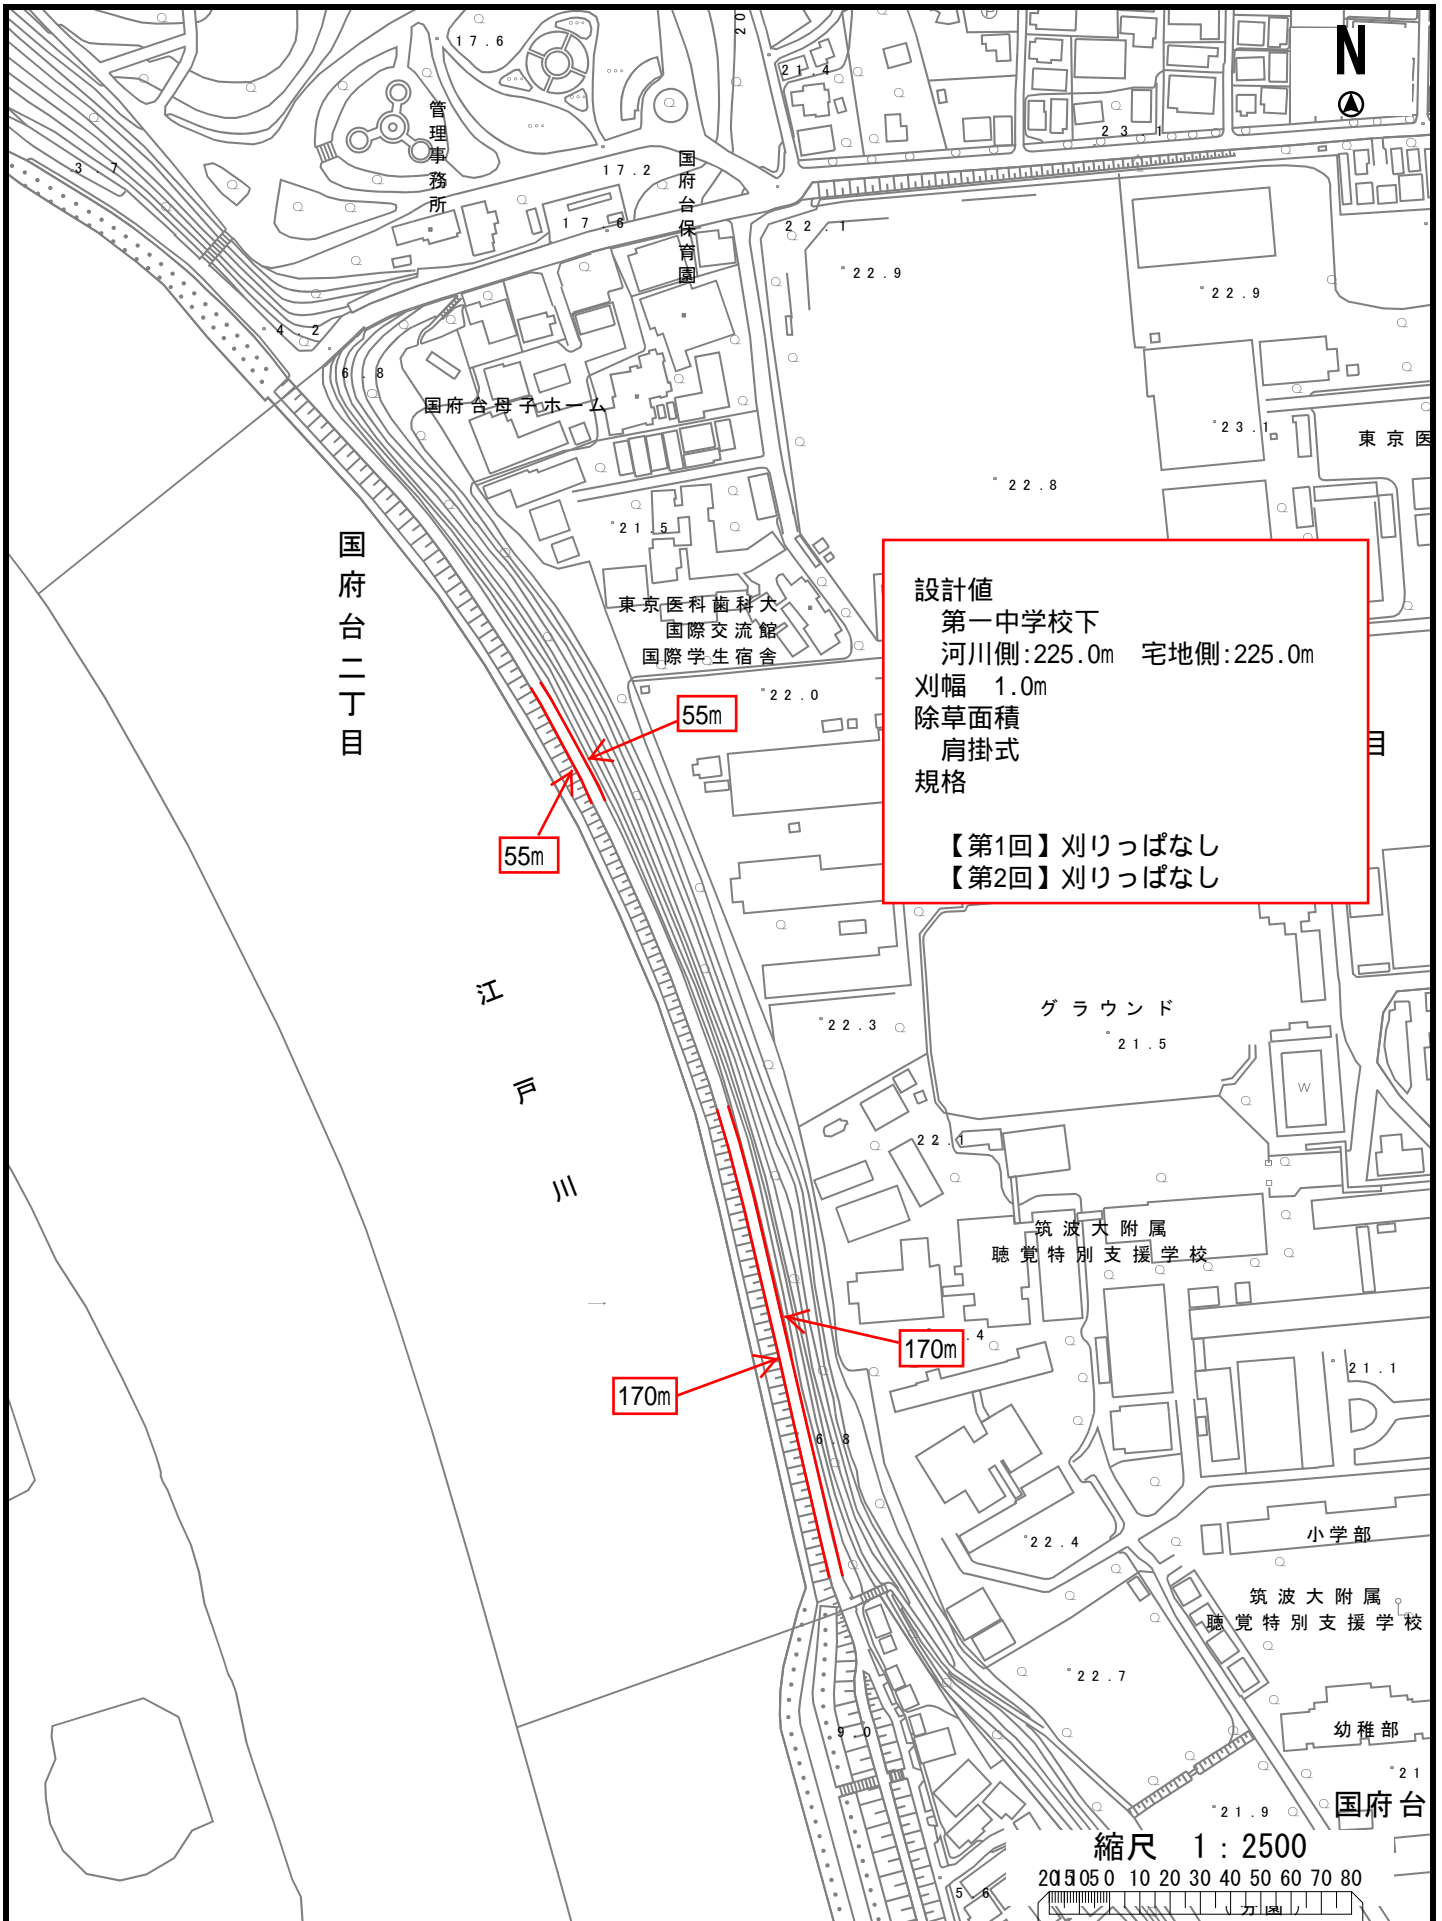 N
20
17.6
21.4
23.1
管理事務所
国府台保育園
3.7
17.2
17.6
22.1
22.9
22.9
4.2
6.8
国府台母子ホーム
23.1
東京医
22.8
21.5
国府台二丁目
東京医科歯科大
国際交流館
国際学生宿舎
22.0
設計値
第一中学校下
河川側:225.0m 宅地側:225.0m
刈幅 1.0m
除草面積
肩掛式
規格
【第1回】刈りっぱなし
【第2回】刈りっぱなし
目
55m
55m
江戸川
グラウンド
22.3
21.5
W
22.1
筑波大附属
聴覚特別支援学校
.4
170m
170m
21.1
6.8
22.4
小学部
筑波大附属
聴覚特別支援学校
22.7
9.0
幼稚部
21
国府台
21.9
縮尺 1:2500
20 15 10 5 0 10 20 30 40 50 60 70 80
5.6